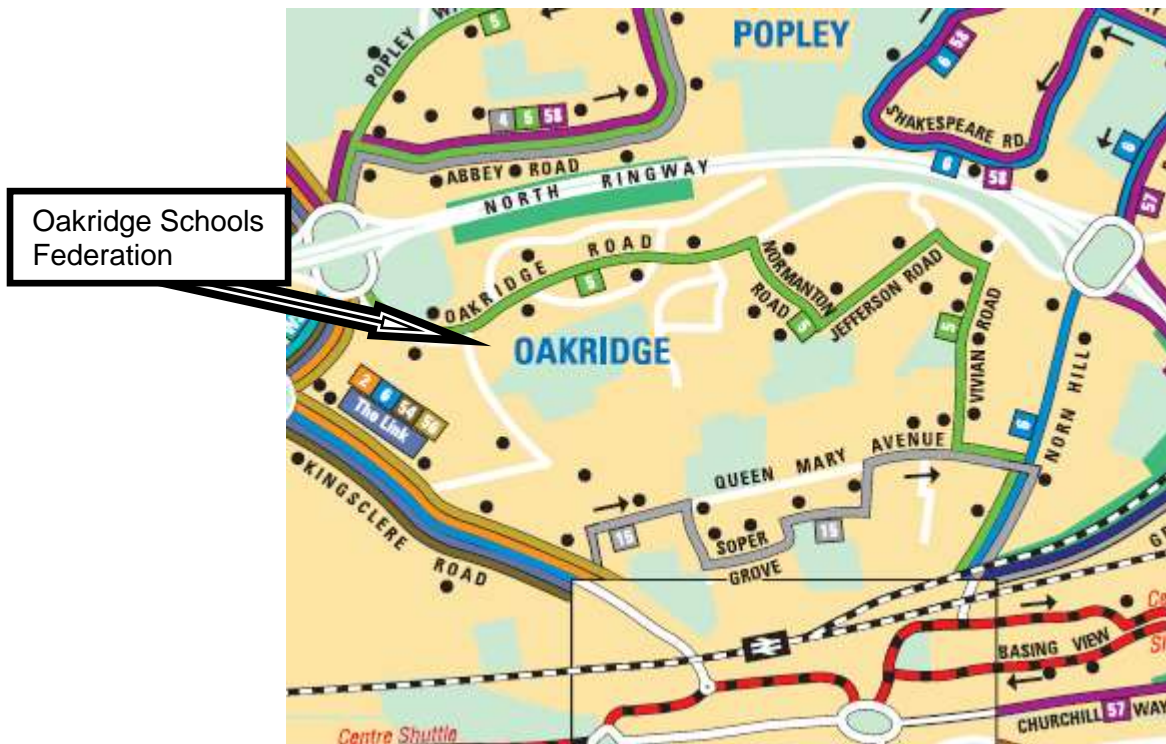 POPLEY
POPLEY
5
6
58
4 5 58
SHAKESPEARE RD.
6
6
58
57
ABBEY ROAD
NORTH RINGWAY
Oakridge Schools
Federation
OAKRIDGE ROAD
5
NORMANTON
ROAD
5
JEFFERSON ROAD
5
VIVIAN ROAD
OAKRIDGE
2 6 54 56
The Link
6
NORN HILL
KINGSCLERE
ROAD
QUEEN MARY AVENUE
15
SOPER
GROVE
15
BASING VIEW
CHURCHILL 57 WAY
Centre Shuttle